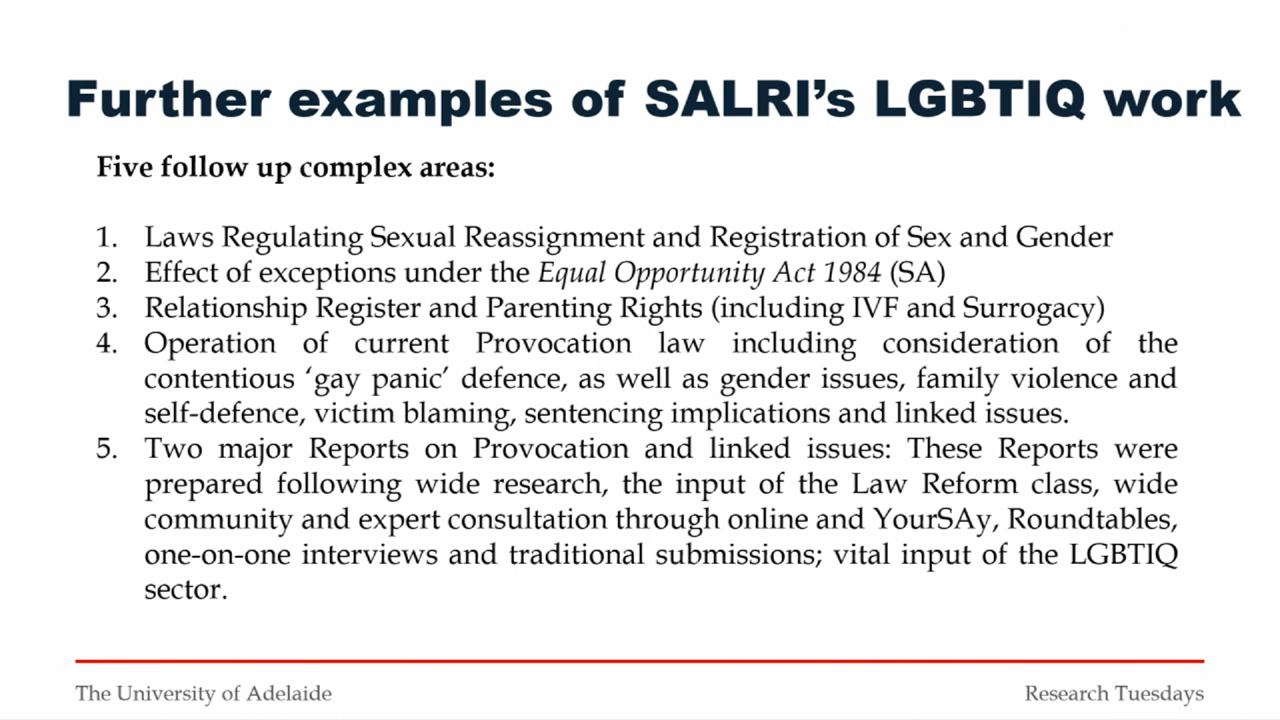 Further examples of SALRI’s LGBTIQ work
Five follow up complex areas:
1. Laws Regulating Sexual Reassignment and Registration of Sex and Gender
2. Effect of exceptions under the Equal Opportunity Act 1984 (SA)
3. Relationship Register and Parenting Rights (including IVF and Surrogacy)
4. Operation of current Provocation law including consideration of the
contentious ‘gay panic’ defence, as well as gender issues, family violence and
self-defence, victim blaming, sentencing implications and linked issues.
5. Two major Reports on Provocation and linked issues: These Reports were
prepared following wide research, the input of the Law Reform class, wide
community and expert consultation through online and YourSAy, Roundtables,
one-on-one interviews and traditional submissions; vital input of the LGBTIQ
sector.
The University of Adelaide
Research Tuesdays